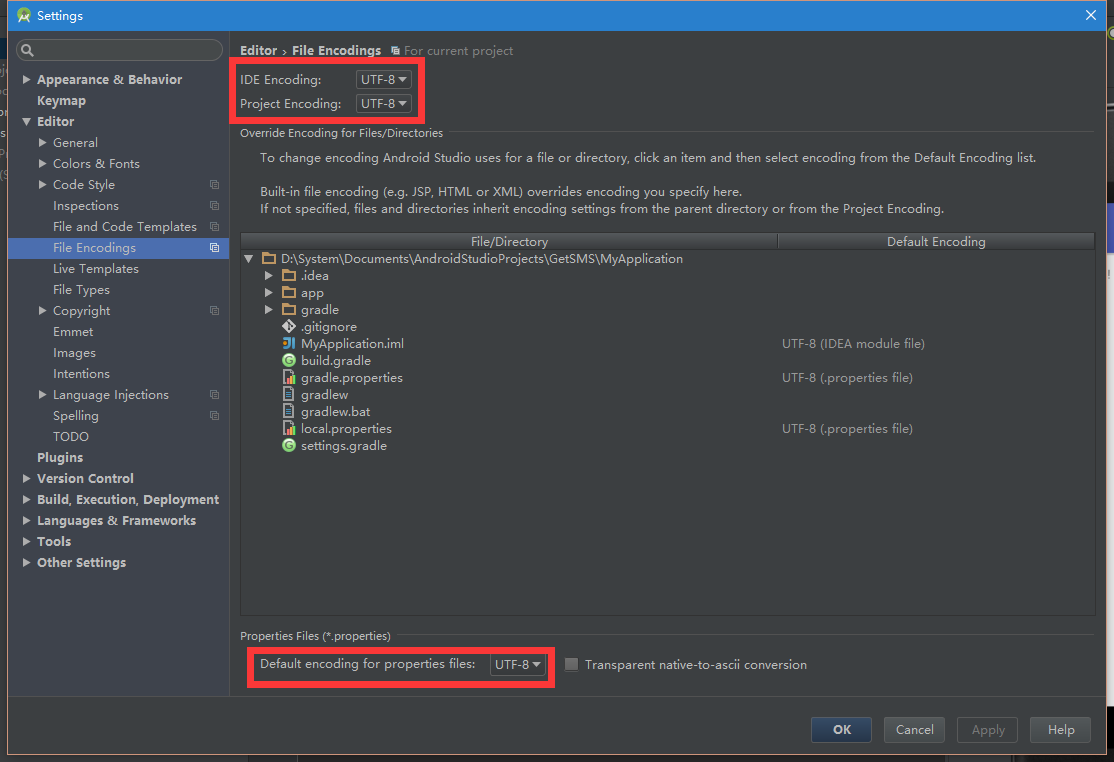 Settings
Editor › File Encodings For current project
IDE Encoding: UTF-8
Project Encoding: UTF-8
Override Encoding for Files/Directories
To change encoding Android Studio uses for a file or directory, click an item and then select encoding from the Default Encoding list.
Built-in file encoding (e.g. JSP, HTML or XML) overrides encoding you specify here.
If not specified, files and directories inherit encoding settings from the parent directory or from the Project Encoding.
Appearance & Behavior
Keymap
Editor
General
Colors & Fonts
Code Style
Inspections
File and Code Templates
File Encodings
Live Templates
File Types
Copyright
Emmet
Images
Intentions
Language Injections
Spelling
TODO
Plugins
Version Control
Build, Execution, Deployment
Languages & Frameworks
Tools
Other Settings
File/Directory Default Encoding
D:\System\Documents\AndroidStudioProjects\GetSMS\MyApplication
.idea
app
gradle
.gitignore
MyApplication.iml UTF-8 (IDEA module file)
build.gradle
gradle.properties UTF-8 (.properties file)
gradlew
gradlew.bat
local.properties UTF-8 (.properties file)
settings.gradle
Properties Files (*.properties)
Default encoding for properties files: UTF-8 Transparent native-to-ascii conversion
OK Cancel Apply Help